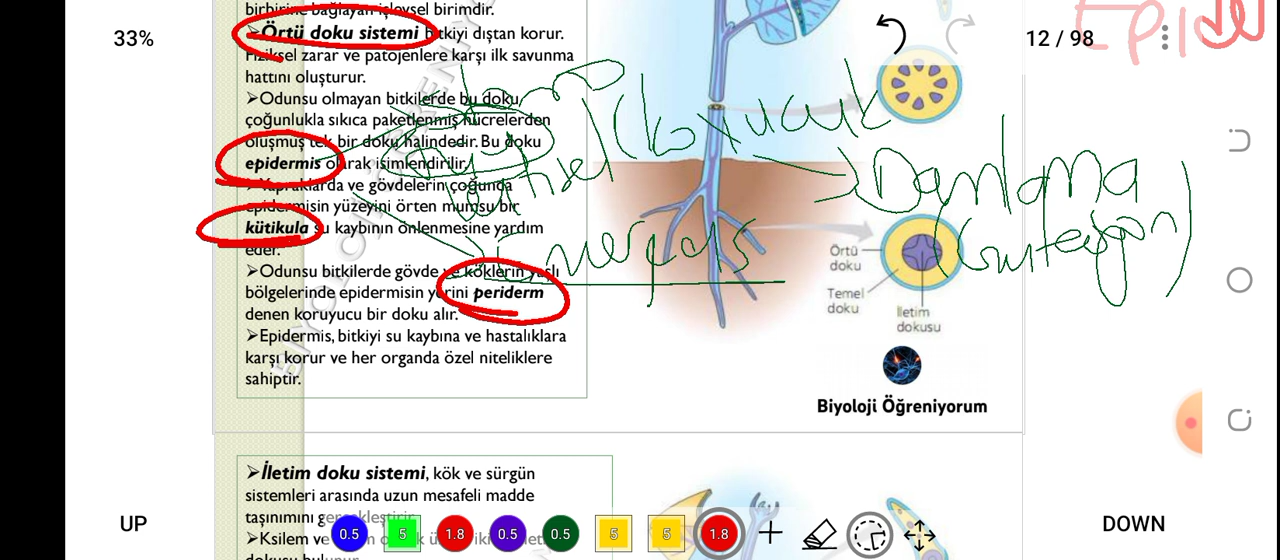 33%
12 / 98
birbirine bağlayan işlevsel birimdir.
➢Örtü doku sistemi bitkiyi dıştan korur.
Fiziksel zarar ve patojenlere karşı ilk savunma
hattını oluşturur.
➢Odunsu olmayan bitkilerde bu doku,
çoğunlukla sıkıca paketlenmiş hücrelerden
oluşmuş tek bir doku halindedir. Bu doku
epidermis olarak isimlendirilir.
➢Yapraklarda ve gövdelerin çoğunda
epidermisin yüzeyini örten mumsu bir
kütikula su kaybının önlenmesine yardım
eder.
➢Odunsu bitkilerde gövde ve köklerin yaşlı
bölgelerinde epidermisin yerini periderm
denen koruyucu bir doku alır.
➢Epidermis, bitkiyi su kaybına ve hastalıklara
karşı korur ve her organda özel niteliklere
sahiptir.
Damlama
Örtü
doku
Temel
doku
İletim
dokusu
Biyoloji Öğreniyorum
➢İletim doku sistemi, kök ve sürgün
sistemleri arasında uzun mesafeli madde
taşınımını gerçekleştirir.
➢Ksilem ve
UP
0.5 5 1.8 0.5 0.5 5 5 1.8
DOWN